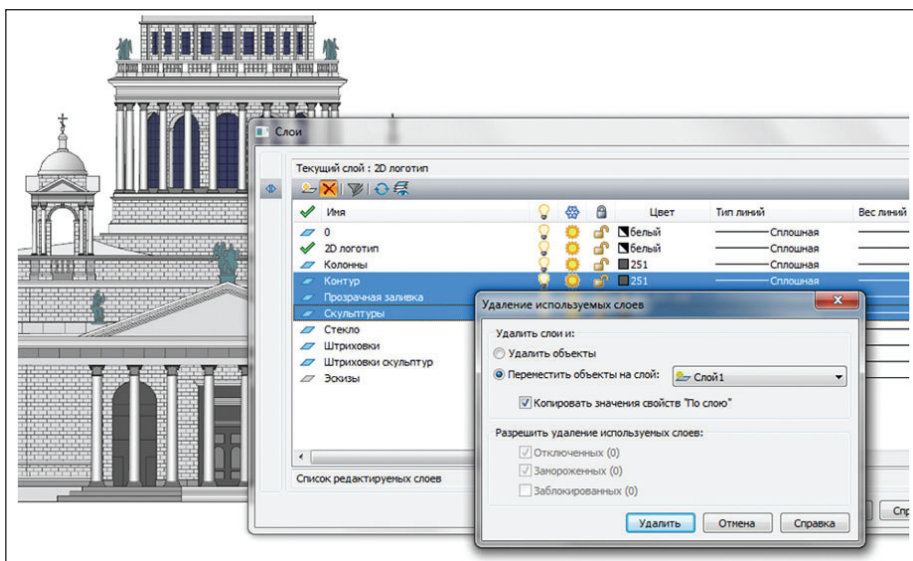 Слои
Текущий слой : 2D логотип
Имя Цвет Тип линий Вес линий
0 белый Сплошная
2D логотип белый Сплошная
Колонны 251 Сплошная
Контур 251 Сплошная
Прозрачная заливка
Скульптуры
Стекло
Штриховки
Штриховки скульптур
Эскизы
Список редактируемых слоев
Удаление используемых слоев
Удалить слои и:
Удалить объекты
Переместить объекты на слой: Слой1
Копировать значения свойств "По слою"
Разрешить удаление используемых слоев:
Отключенных (0)
Замороженных (0)
Заблокированных (0)
Удалить Отмена Справка